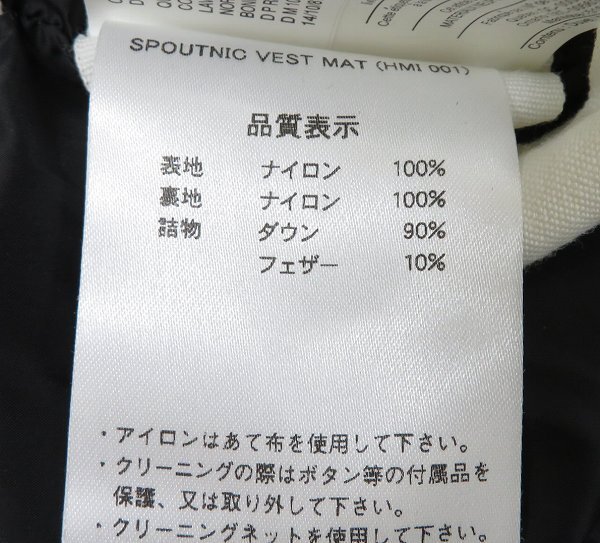 SPOUTNIC VEST MAT (HMI 001)
品質表示
表地 ナイロン 100%
裏地 ナイロン 100%
詰物 ダウン 90%
フェザー 10%
・アイロンはあて布を使用して下さい。
・クリーニングの際はボタン等の付属品を
保護、又は取り外して下さい。
・クリーニングネットを使用して下さい。